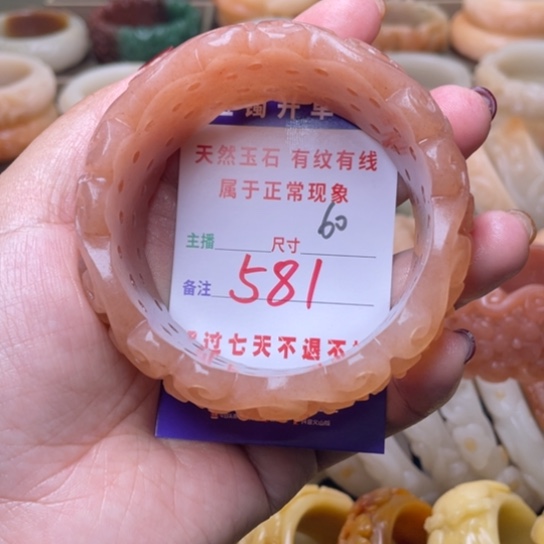 天然玉石 有纹有线
属于正常现象
主播 尺寸 60
备注 581
过七天不退不